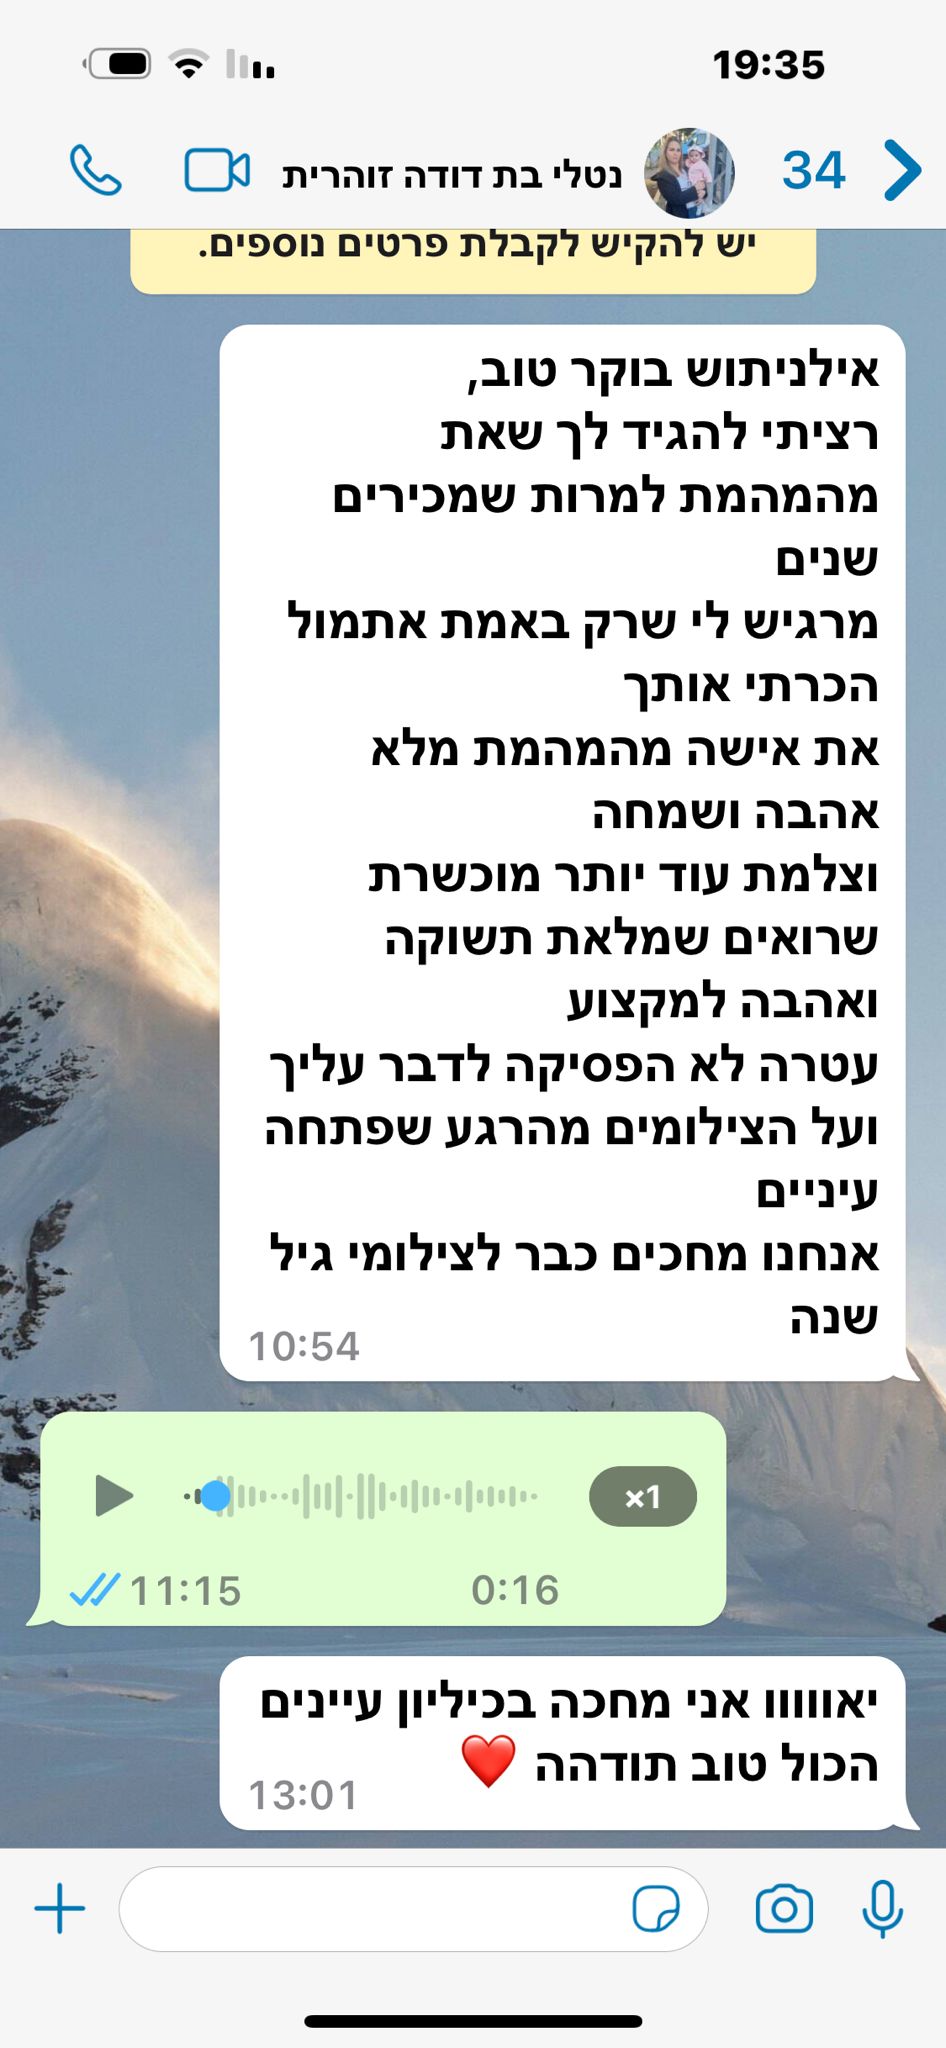 19:35
34
נטלי בת דודה זוהרית
יש להקיש לקבלת פרטים נוספים.
אילניתוש בוקר טוב,
רציתי להגיד לך שאת
מהמהמת למרות שמכירים
שנים
מרגיש לי שרק באמת אתמול
הכרתי אותך
את אישה מהמהמת מלא
אהבה ושמחה
וצלמת עוד יותר מוכשרת
שרואים שמלאת תשוקה
ואהבה למקצוע
עטרה לא הפסיקה לדבר עליך
ועל הצילומים מהרגע שפתחה
עיניים
אנחנו מחכים כבר לצילומי גיל
שנה
10:54
×1
0:16
11:15
יאווווו אני מחכה בכיליון עיינים
הכול טוב תודהה ❤️
13:01